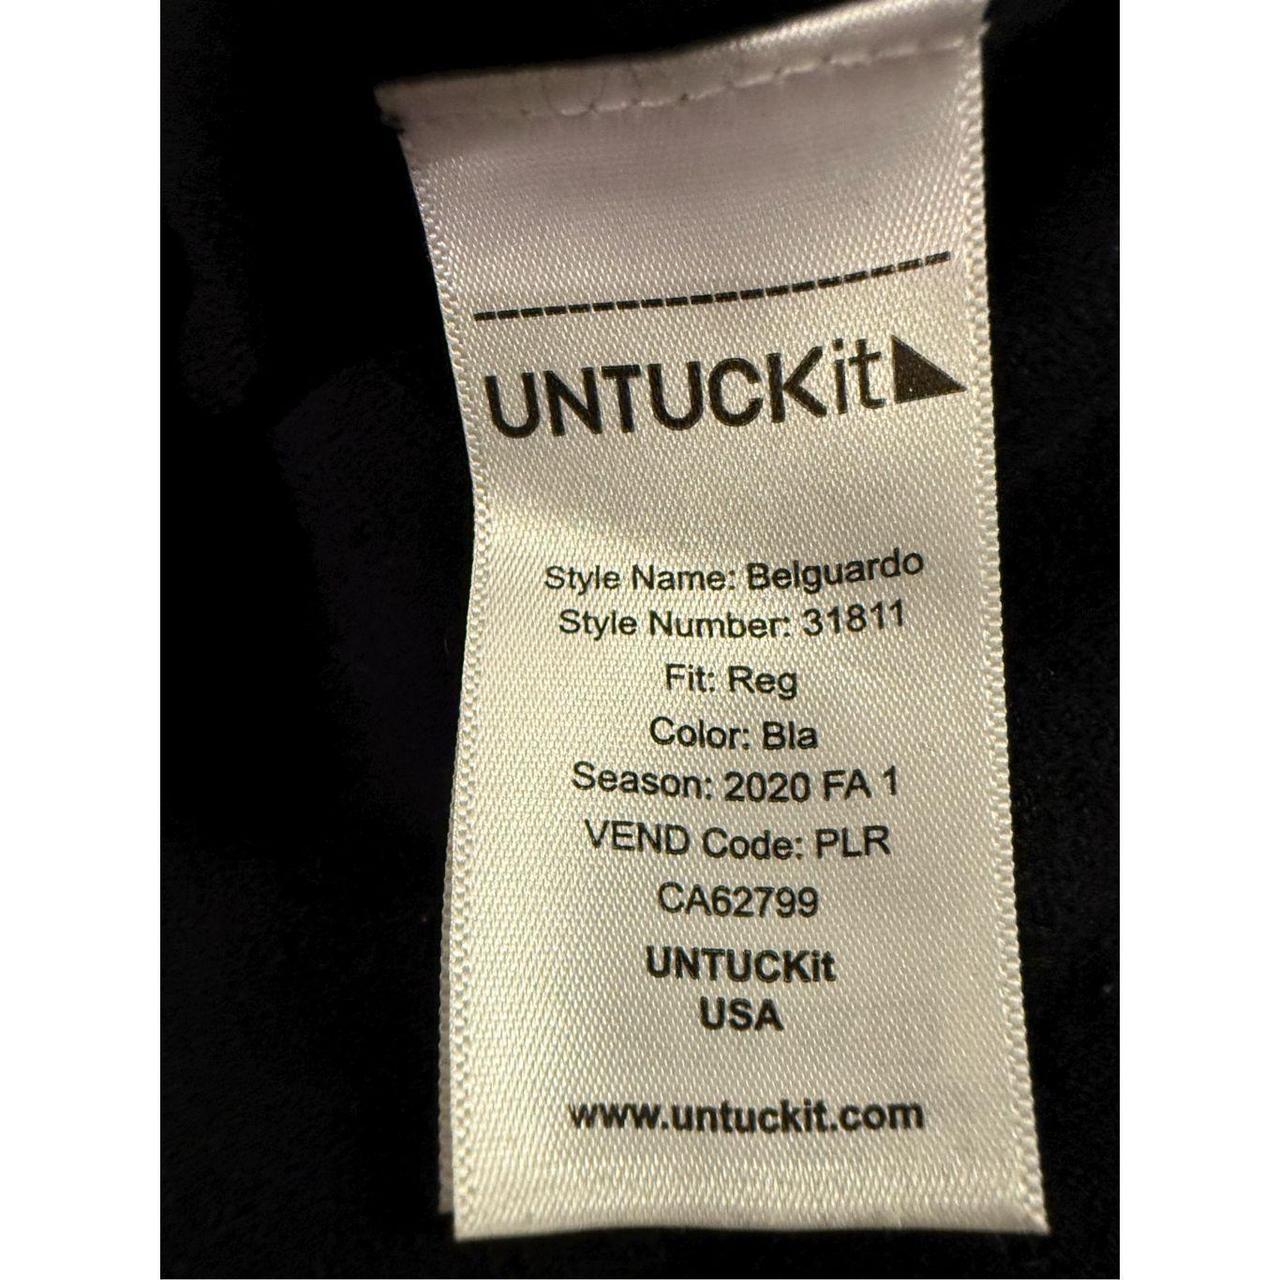 UNTUCKit
Style Name: Belguardo
Style Number: 31811
Fit: Reg
Color: Bla
Season: 2020 FA 1
VEND Code: PLR
CA62799
UNTUCKit
USA
www.untuckit.com